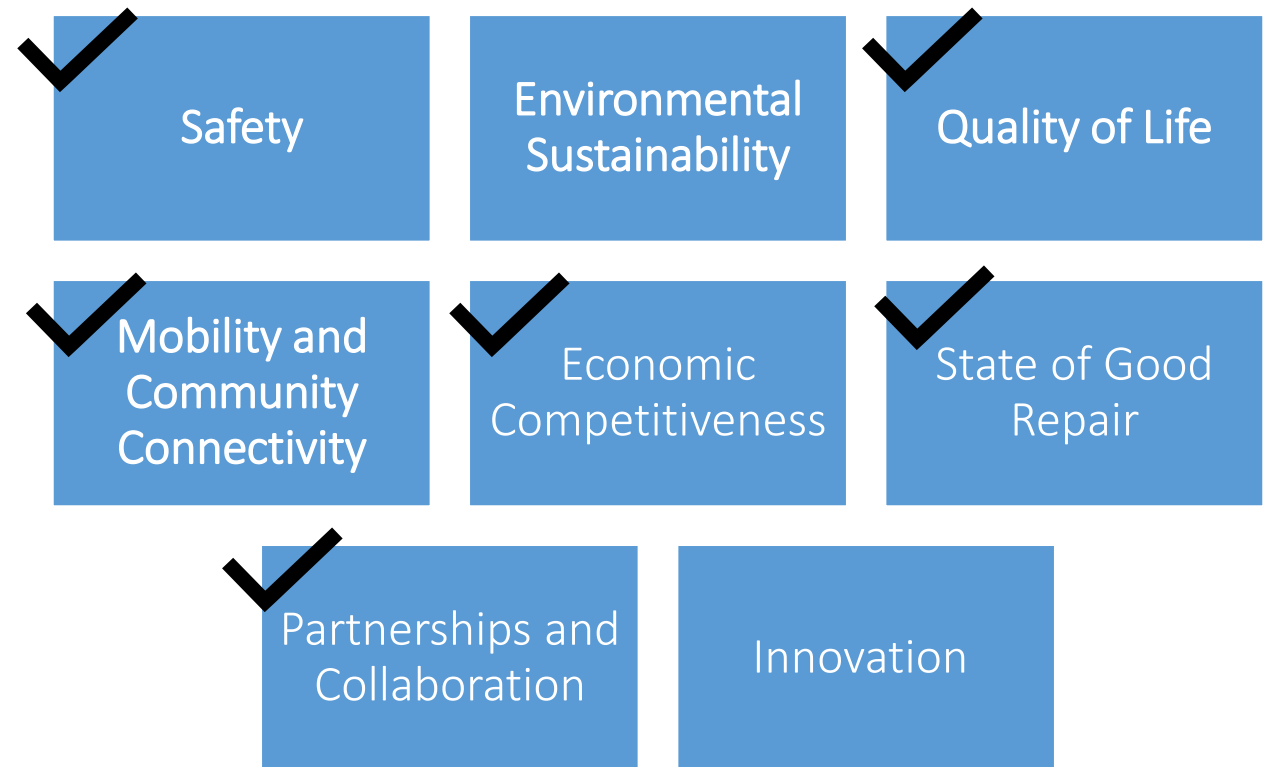 Safety
Environmental
Sustainability
Quality of Life
Mobility and
Community
Connectivity
Economic
Competitiveness
State of Good
Repair
Partnerships and
Collaboration
Innovation